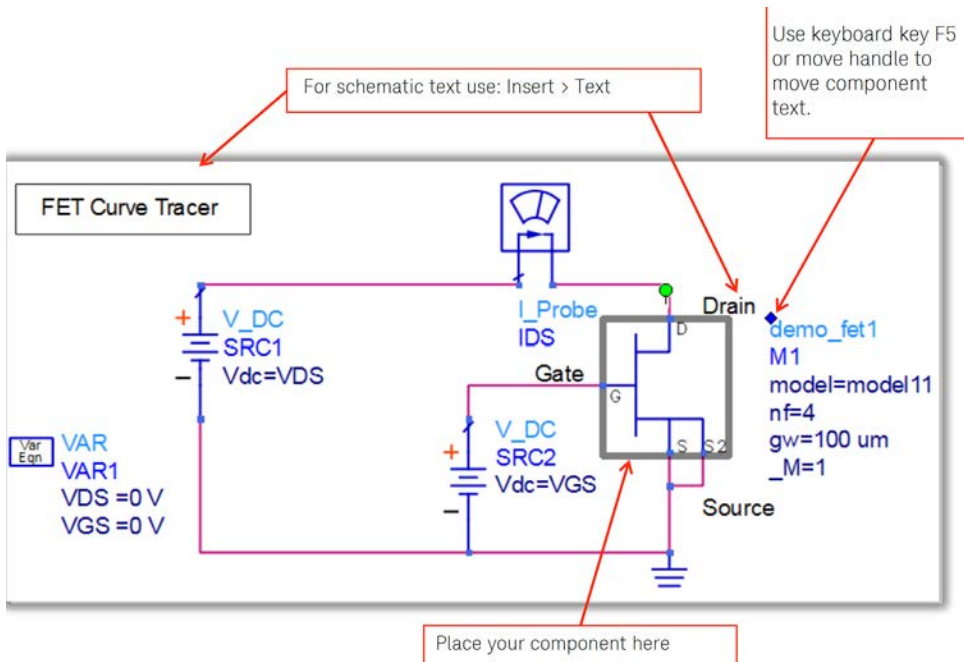 Use keyboard key F5
or move handle to
move component
text.
For schematic text use: Insert > Text
FET Curve Tracer
I_Probe
IDS
Drain
D
demo_fet1
M1
model=model11
nf=4
gw=100 um
_M=1
+
V_DC
SRC1
Vdc=VDS
−
Gate
G
S
S2
Source
+
V_DC
SRC2
Vdc=VGS
−
Var
Eqn
VAR
VAR1
VDS =0 V
VGS =0 V
Place your component here